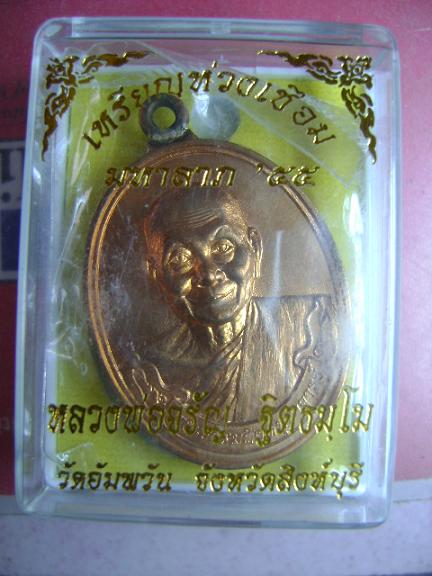 เหรียญห่วงเชื่อม
มหาลาภ '๕๕
หลวงพ่อจรัญ ฐิตธมฺโม
วัดอัมพวัน จังหวัดสิงห์บุรี